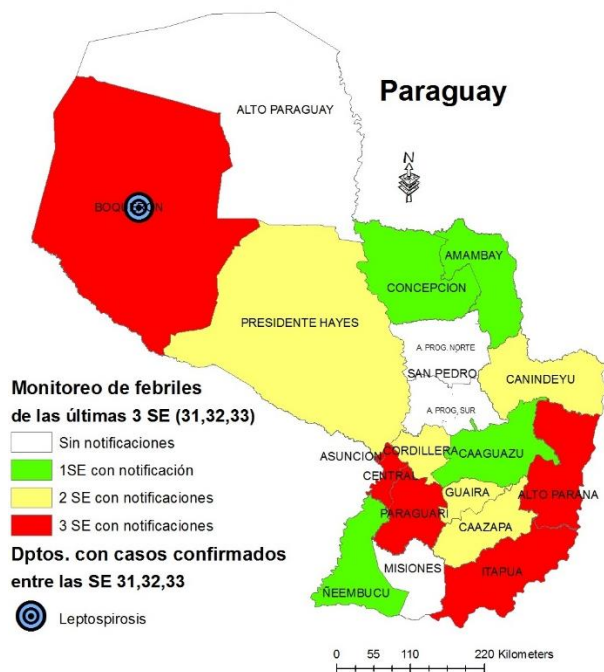 Paraguay
N
ALTO PARAGUAY
BOQUERON
AMAMBAY
CONCEPCION
PRESIDENTE HAYES
A. PROG. NORTE
SAN PEDRO
CANINDEYU
A. PROG. SUR
CORDILLERA
ASUNCIÓN
CAAGUAZU
CENTRAL
GUAIRA
ALTO PARANA
PARAGUARI
CAAZAPA
MISIONES
ITAPUA
ÑEEMBUCU
Monitoreo de febriles
de las últimas 3 SE (31,32,33)
Sin notificaciones
1SE con notificación
2 SE con notificaciones
3 SE con notificaciones
Dptos. con casos confirmados
entre las SE 31,32,33
Leptospirosis
0 55 110 220 Kilometers